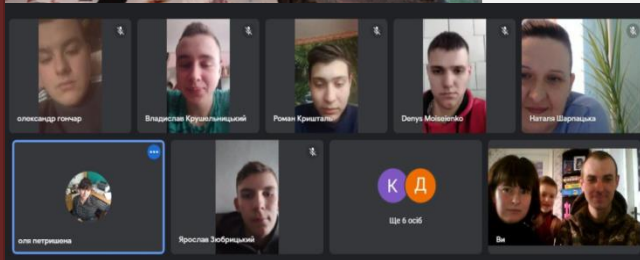 олександр гончар
Владислав Крушельницький
Роман Кришталь
Denys Moiseienko
Наталя Шарпацька
оля петришена
Ярослав Зюбрицький
К
Д
Ще 6 осіб
Ви